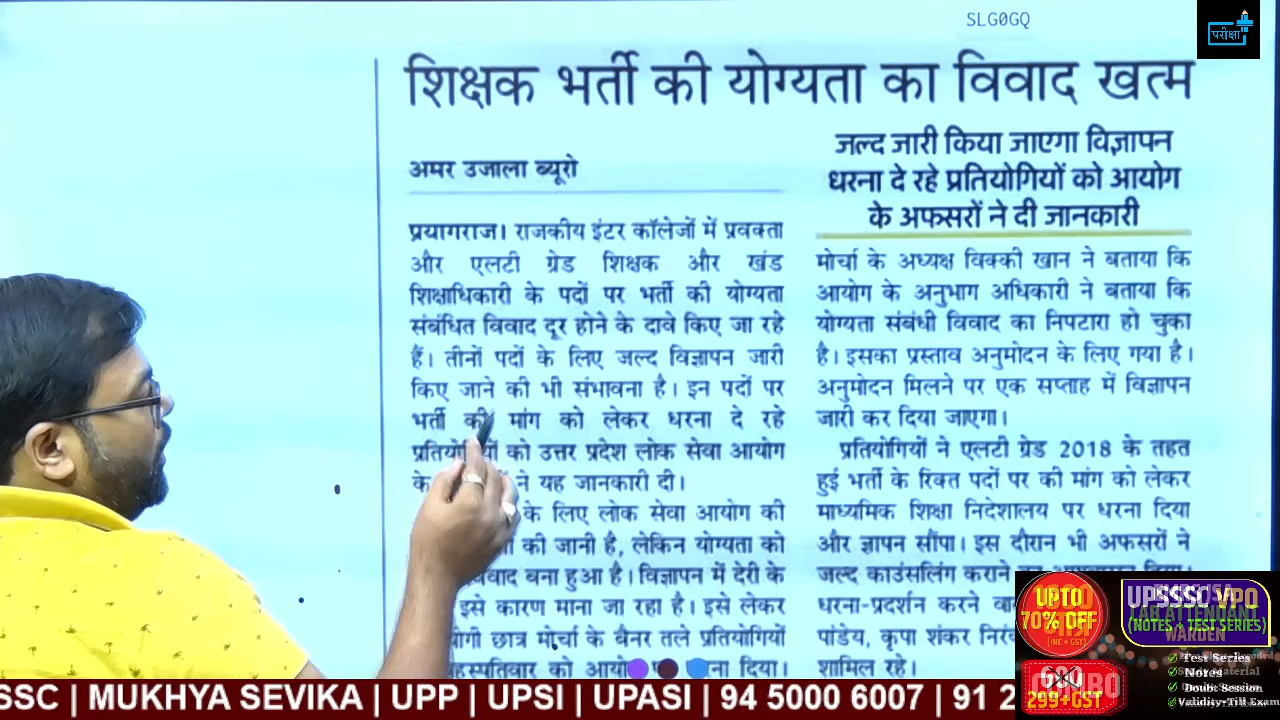 SLG0GQ
परीक्षा
शिक्षक भर्ती की योग्यता का विवाद खत्म
अमर उजाला ब्यूरो
प्रयागराज। राजकीय इंटर कॉलेजों में प्रवक्ता
और एलटी ग्रेड शिक्षक और खंड
शिक्षाधिकारी के पदों पर भर्ती की योग्यता
संबंधित विवाद दूर होने के दावे किए जा रहे
हैं। तीनों पदों के लिए जल्द विज्ञापन जारी
किए जाने की भी संभावना है। इन पदों पर
भर्ती की मांग को लेकर धरना दे रहे
को उत्तर प्रदेश लोक सेवा आयोग
के ने यह जानकारी दी।
के लिए लोक सेवा आयोग की
की जानी है, लेकिन योग्यता को
बना हुआ है। विज्ञापन में देरी के
इसे कारण माना जा रहा है। इसे लेकर
छात्र मोर्चा के बैनर तले प्रतियोगियों
को दिया।
जल्द जारी किया जाएगा विज्ञापन
धरना दे रहे प्रतियोगियों को आयोग
के अफसरों ने दी जानकारी
मोर्चा के अध्यक्ष विक्की खान ने बताया कि
आयोग के अनुभाग अधिकारी ने बताया कि
योग्यता संबंधी विवाद का निपटारा हो चुका
है। इसका प्रस्ताव अनुमोदन के लिए गया है।
अनुमोदन मिलने पर एक सप्ताह में विज्ञापन
जारी कर दिया जाएगा।
प्रतियोगियों ने एलटी ग्रेड 2018 के तहत
हुई भर्ती के रिक्त पदों पर की मांग को लेकर
माध्यमिक शिक्षा निदेशालय पर धरना दिया
और ज्ञापन सौंपा। इस दौरान भी अफसरों ने
जल्द काउंसलिंग कराने
धरना-प्रदर्शन करने
पांडेय, कृपा शंकर
शामिल रहे।
UPTO
70% OFF
(INC + GST)
299+GST
UPSSSC VPO
(NOTES + TEST SERIES)
Test Series
Notes
Doubt Session
Validity-Till Exam
SSC | MUKHYA SEVIKA | UPP | UPSI | UPASI | 94 5000 6007 | 91 2